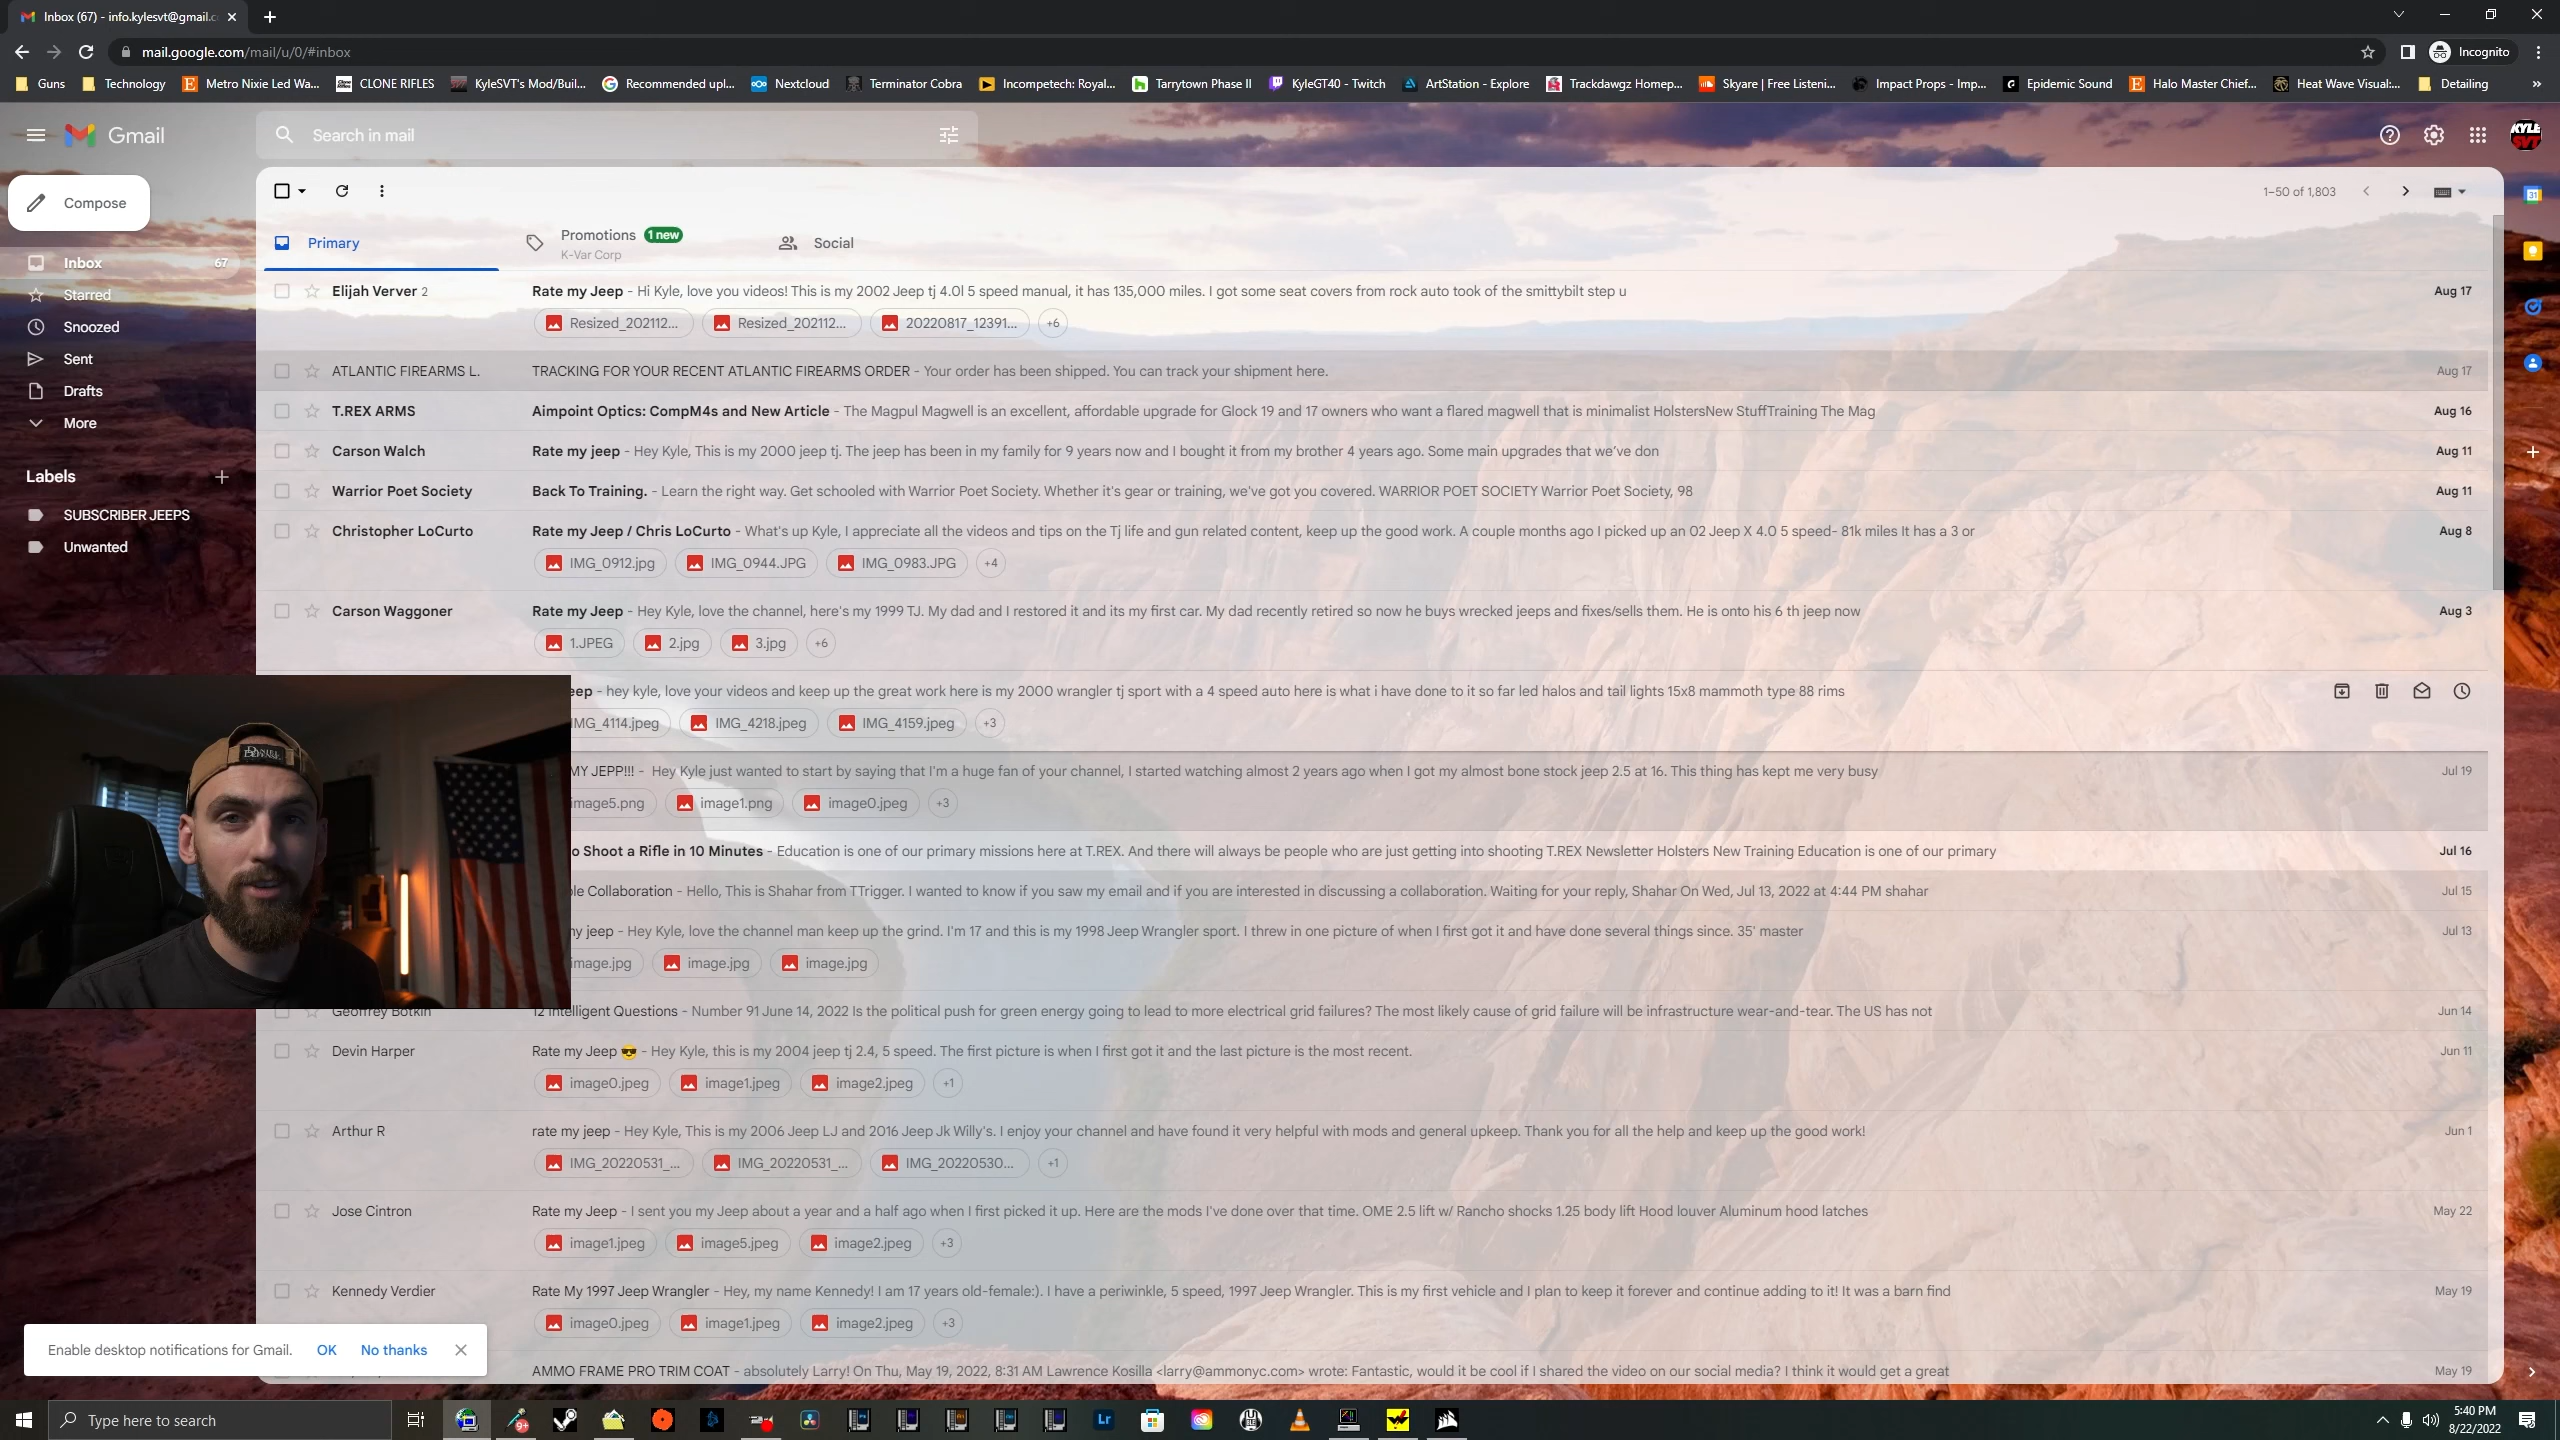 Inbox (67) - info.kylesvt@gmail.c
mail.google.com/mail/u/0/#inbox
Incognito
Guns Technology Metro Nixie Led Wa... CLONE RIFLES KyleSVT's Mod/Buil... Recommended upl... Nextcloud Terminator Cobra Incompetech: Royal... Tarrytown Phase II KyleGT40 - Twitch ArtStation - Explore Trackdawgz Homep... Skyare | Free Listeni... Impact Props - Imp... Epidemic Sound Halo Master Chief... Heat Wave Visual:... Detailing »
Gmail
Search in mail
KYLE SVT
Compose
1–50 of 1,803
Inbox 67
Starred
Snoozed
Sent
Drafts
More
Labels
SUBSCRIBER JEEPS
Unwanted
Primary
Promotions 1 new
K-Var Corp
Social
31
Elijah Verver 2 Rate my Jeep - Hi Kyle, love you videos! This is my 2002 Jeep tj 4.0l 5 speed manual, it has 135,000 miles. I got some seat covers from rock auto took of the smittybilt step u Aug 17
Resized_202112... Resized_202112... 20220817_12391... +6
ATLANTIC FIREARMS L. TRACKING FOR YOUR RECENT ATLANTIC FIREARMS ORDER - Your order has been shipped. You can track your shipment here. Aug 17
T.REX ARMS Aimpoint Optics: CompM4s and New Article - The Magpul Magwell is an excellent, affordable upgrade for Glock 19 and 17 owners who want a flared magwell that is minimalist HolstersNew StuffTraining The Mag Aug 16
Carson Walch Rate my jeep - Hey Kyle, This is my 2000 jeep tj. The jeep has been in my family for 9 years now and I bought it from my brother 4 years ago. Some main upgrades that we've don Aug 11
Warrior Poet Society Back To Training. - Learn the right way. Get schooled with Warrior Poet Society. Whether it's gear or training, we've got you covered. WARRIOR POET SOCIETY Warrior Poet Society, 98 Aug 11
Christopher LoCurto Rate my Jeep / Chris LoCurto - What's up Kyle, I appreciate all the videos and tips on the Tj life and gun related content, keep up the good work. A couple months ago I picked up an 02 Jeep X 4.0 5 speed- 81k miles It has a 3 or Aug 8
IMG_0912.jpg IMG_0944.JPG IMG_0983.JPG +4
Carson Waggoner Rate my Jeep - Hey Kyle, love the channel, here's my 1999 TJ. My dad and I restored it and its my first car. My dad recently retired so now he buys wrecked jeeps and fixes/sells them. He is onto his 6 th jeep now Aug 3
1.JPEG 2.jpg 3.jpg +6
eep - hey kyle, love your videos and keep up the great work here is my 2000 wrangler tj sport with a 4 speed auto here is what i have done to it so far led halos and tail lights 15x8 mammoth type 88 rims
IMG_4114.jpeg IMG_4218.jpeg IMG_4159.jpeg +3
MY JEPP!!! - Hey Kyle just wanted to start by saying that I'm a huge fan of your channel, I started watching almost 2 years ago when I got my almost bone stock jeep 2.5 at 16. This thing has kept me very busy Jul 19
image5.png image1.png image0.jpeg +3
o Shoot a Rifle in 10 Minutes - Education is one of our primary missions here at T.REX. And there will always be people who are just getting into shooting T.REX Newsletter Holsters New Training Education is one of our primary Jul 16
ble Collaboration - Hello, This is Shahar from TTrigger. I wanted to know if you saw my email and if you are interested in discussing a collaboration. Waiting for your reply, Shahar On Wed, Jul 13, 2022 at 4:44 PM shahar Jul 15
my jeep - Hey Kyle, love the channel man keep up the grind. I'm 17 and this is my 1998 Jeep Wrangler sport. I threw in one picture of when I first got it and have done several things since. 35' master Jul 13
image.jpg image.jpg image.jpg
Geoffrey Botkin 12 Intelligent Questions - Number 91 June 14, 2022 Is the political push for green energy going to lead to more electrical grid failures? The most likely cause of grid failure will be infrastructure wear-and-tear. The US has not Jun 14
Devin Harper Rate my Jeep 😎 - Hey Kyle, this is my 2004 jeep tj 2.4, 5 speed. The first picture is when I first got it and the last picture is the most recent. Jun 11
image0.jpeg image1.jpeg image2.jpeg +1
Arthur R rate my jeep - Hey Kyle, This is my 2006 Jeep LJ and 2016 Jeep Jk Willy's. I enjoy your channel and have found it very helpful with mods and general upkeep. Thank you for all the help and keep up the good work! Jun 1
IMG_20220531_... IMG_20220531_... IMG_20220530... +1
Jose Cintron Rate my Jeep - I sent you my Jeep about a year and a half ago when I first picked it up. Here are the mods I've done over that time. OME 2.5 lift w/ Rancho shocks 1.25 body lift Hood louver Aluminum hood latches May 22
image1.jpeg image5.jpeg image2.jpeg +3
Kennedy Verdier Rate My 1997 Jeep Wrangler - Hey, my name Kennedy! I am 17 years old-female:). I have a periwinkle, 5 speed, 1997 Jeep Wrangler. This is my first vehicle and I plan to keep it forever and continue adding to it! It was a barn find May 19
image0.jpeg image1.jpeg image2.jpeg +3
AMMO FRAME PRO TRIM COAT - absolutely Larry! On Thu, May 19, 2022, 8:31 AM Lawrence Kosilla <larry@ammonyc.com> wrote: Fantastic, would it be cool if I shared the video on our social media? I think it would get a great May 19
Enable desktop notifications for Gmail. OK No thanks
Type here to search
9+
Lr
5:40 PM
8/22/2022